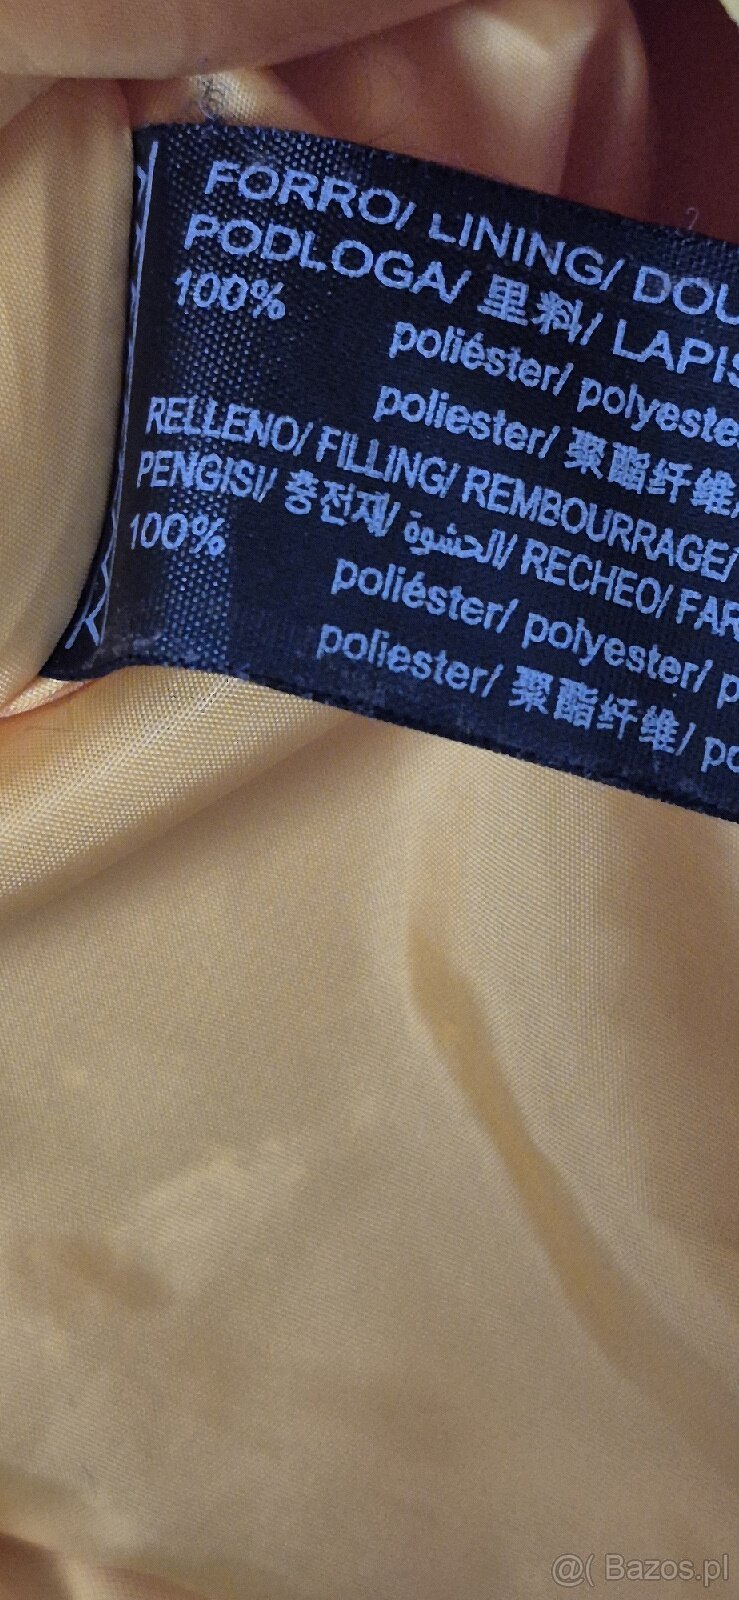 FORRO/ LINING/ DOU
PODLOGA/ 里料/ LAPIS
100%
poliéster/ polyeste
poliester/ 聚酯纤维/
RELLENO/ FILLING/ REMBOURRAGE/
PENGISI/ 충전재/ الحشوة/ RECHEO/ FAR
100%
poliéster/ polyester/ p
poliester/ 聚酯纤维/ po
@( Bazos.pl